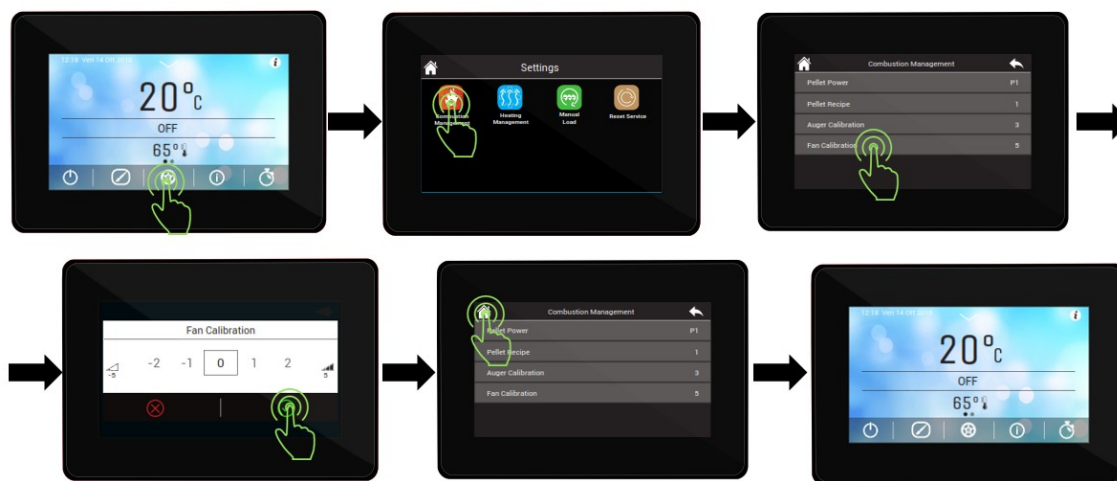 12:18 Ven 14 Ott 2016
i
20°c
OFF
65°
Settings
Combustion Management
Heating Management
Manual Load
Reset Service
Combustion Management
Pellet Power P1
Pellet Recipe 1
Auger Calibration 3
Fan Calibration 5
Fan Calibration
-5 -2 -1 0 1 2 5
Combustion Management
Pellet Power P1
Pellet Recipe 1
Auger Calibration 3
Fan Calibration 5
12:18 Ven 14 Ott 2016
i
20°c
OFF
65°